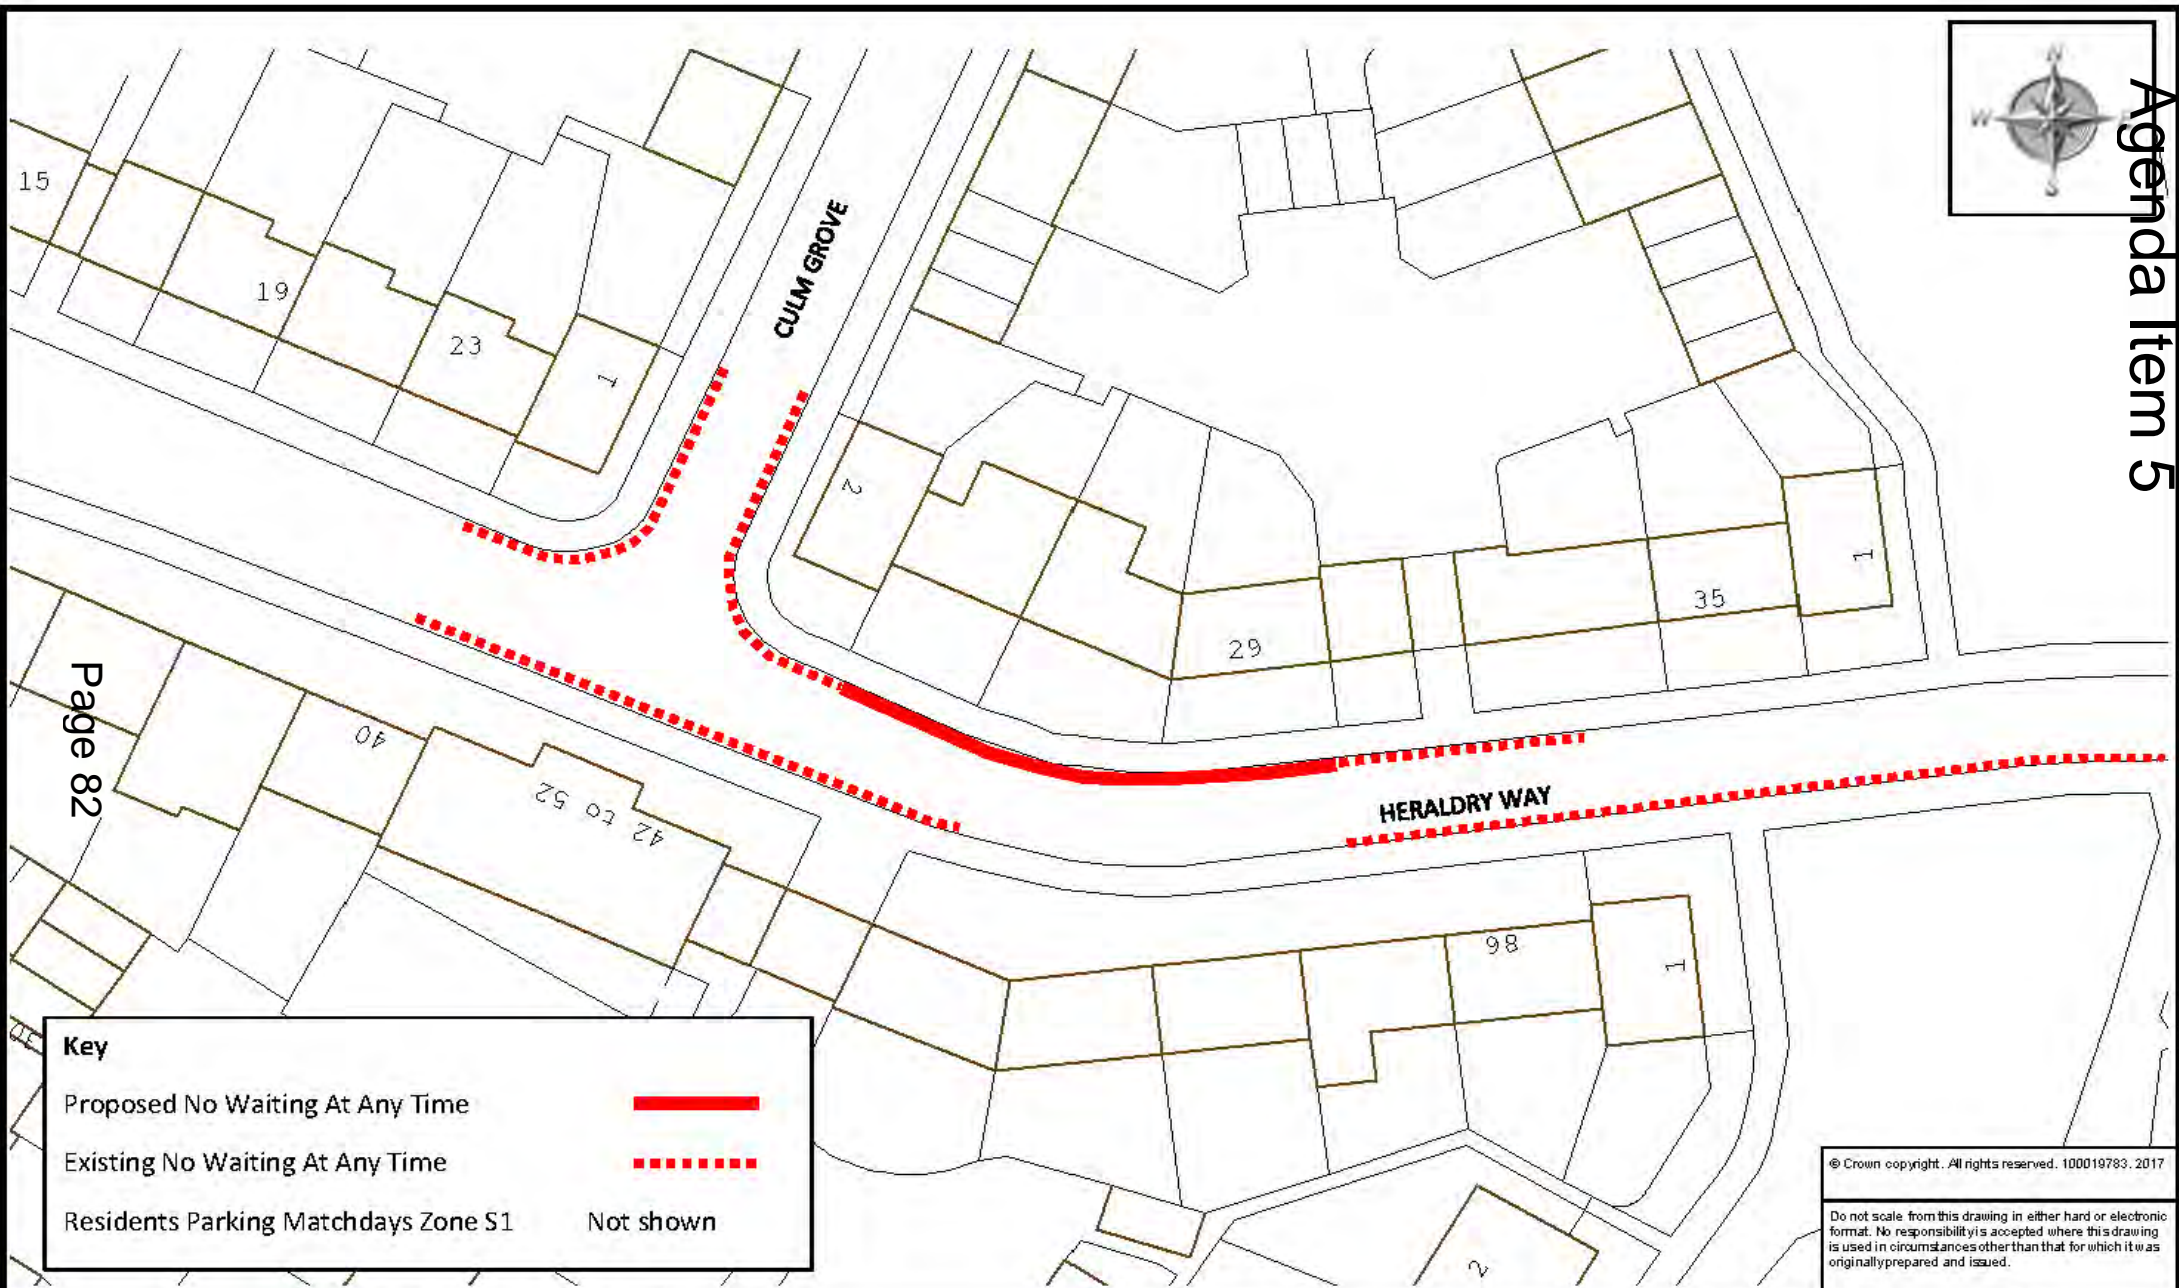 Agenda Item 5
N
W
S
15
19
23
1
CULM GROVE
2
29
35
1
HERALDRY WAY
40
42 to 52
98
1
2
Page 82
Key
Proposed No Waiting At Any Time
Existing No Waiting At Any Time
Residents Parking Matchdays Zone S1 Not shown
© Crown copyright. All rights reserved. 100019783. 2017
Do not scale from this drawing in either hard or electronic
format. No responsibility is accepted where this drawing
is used in circumstances other than that for which it was
originally prepared and issued.